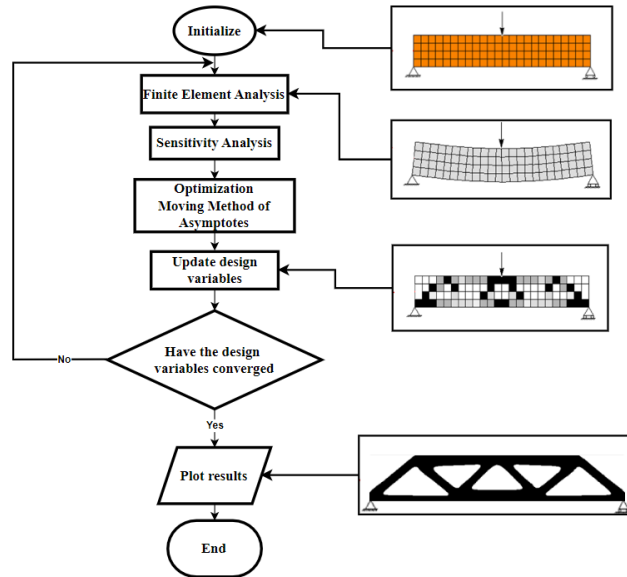 Initialize
Finite Element Analysis
Sensitivity Analysis
Optimization
Moving Method of
Asymptotes
Update design
variables
Have the design
variables converged
No
Yes
Plot results
End